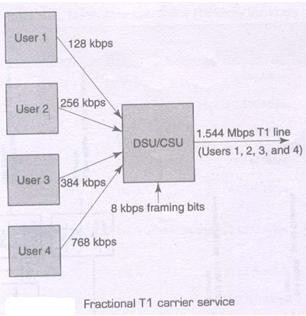 User 1
128 kbps
User 2
256 kbps
DSU/CSU
1.544 Mbps T1 line
(Users 1, 2, 3, and 4)
User 3
384 kbps
8 kbps framing bits
User 4
768 kbps
Fractional T1 carrier service